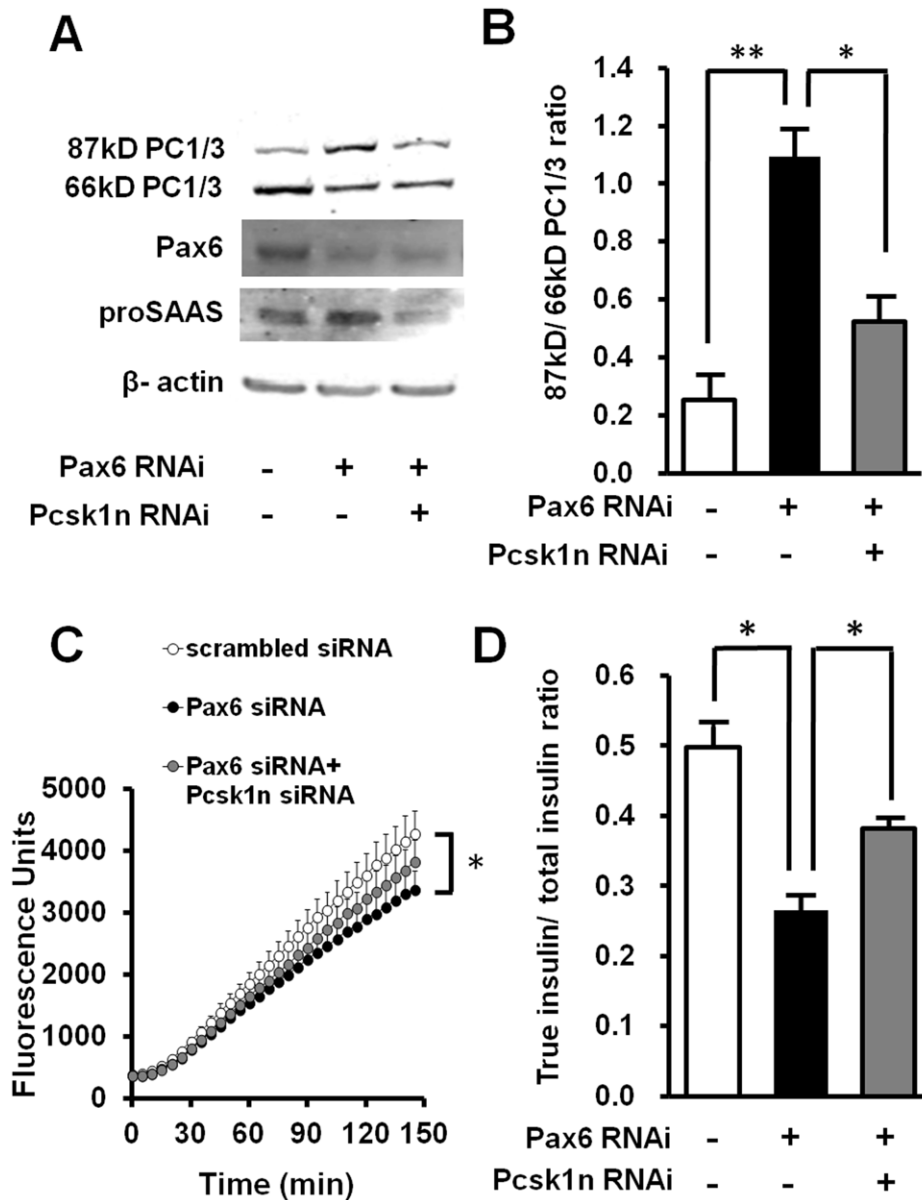 A
87kD PC1/3
66kD PC1/3
Pax6
proSAAS
β- actin
Pax6 RNAi - + +
Pcsk1n RNAi - - +
B
** *
87kD/ 66kD PC1/3 ratio
1.4
1.2
1.0
0.8
0.6
0.4
0.2
0.0
Pax6 RNAi - + +
Pcsk1n RNAi - - +
C
scrambled siRNA
Pax6 siRNA
Pax6 siRNA+
Pcsk1n siRNA
Fluorescence Units
5000
4000
3000
2000
1000
0
*
0 30 60 90 120 150
Time (min)
D
* *
True insulin/ total insulin ratio
0.6
0.5
0.4
0.3
0.2
0.1
0.0
Pax6 RNAi - + +
Pcsk1n RNAi - - +